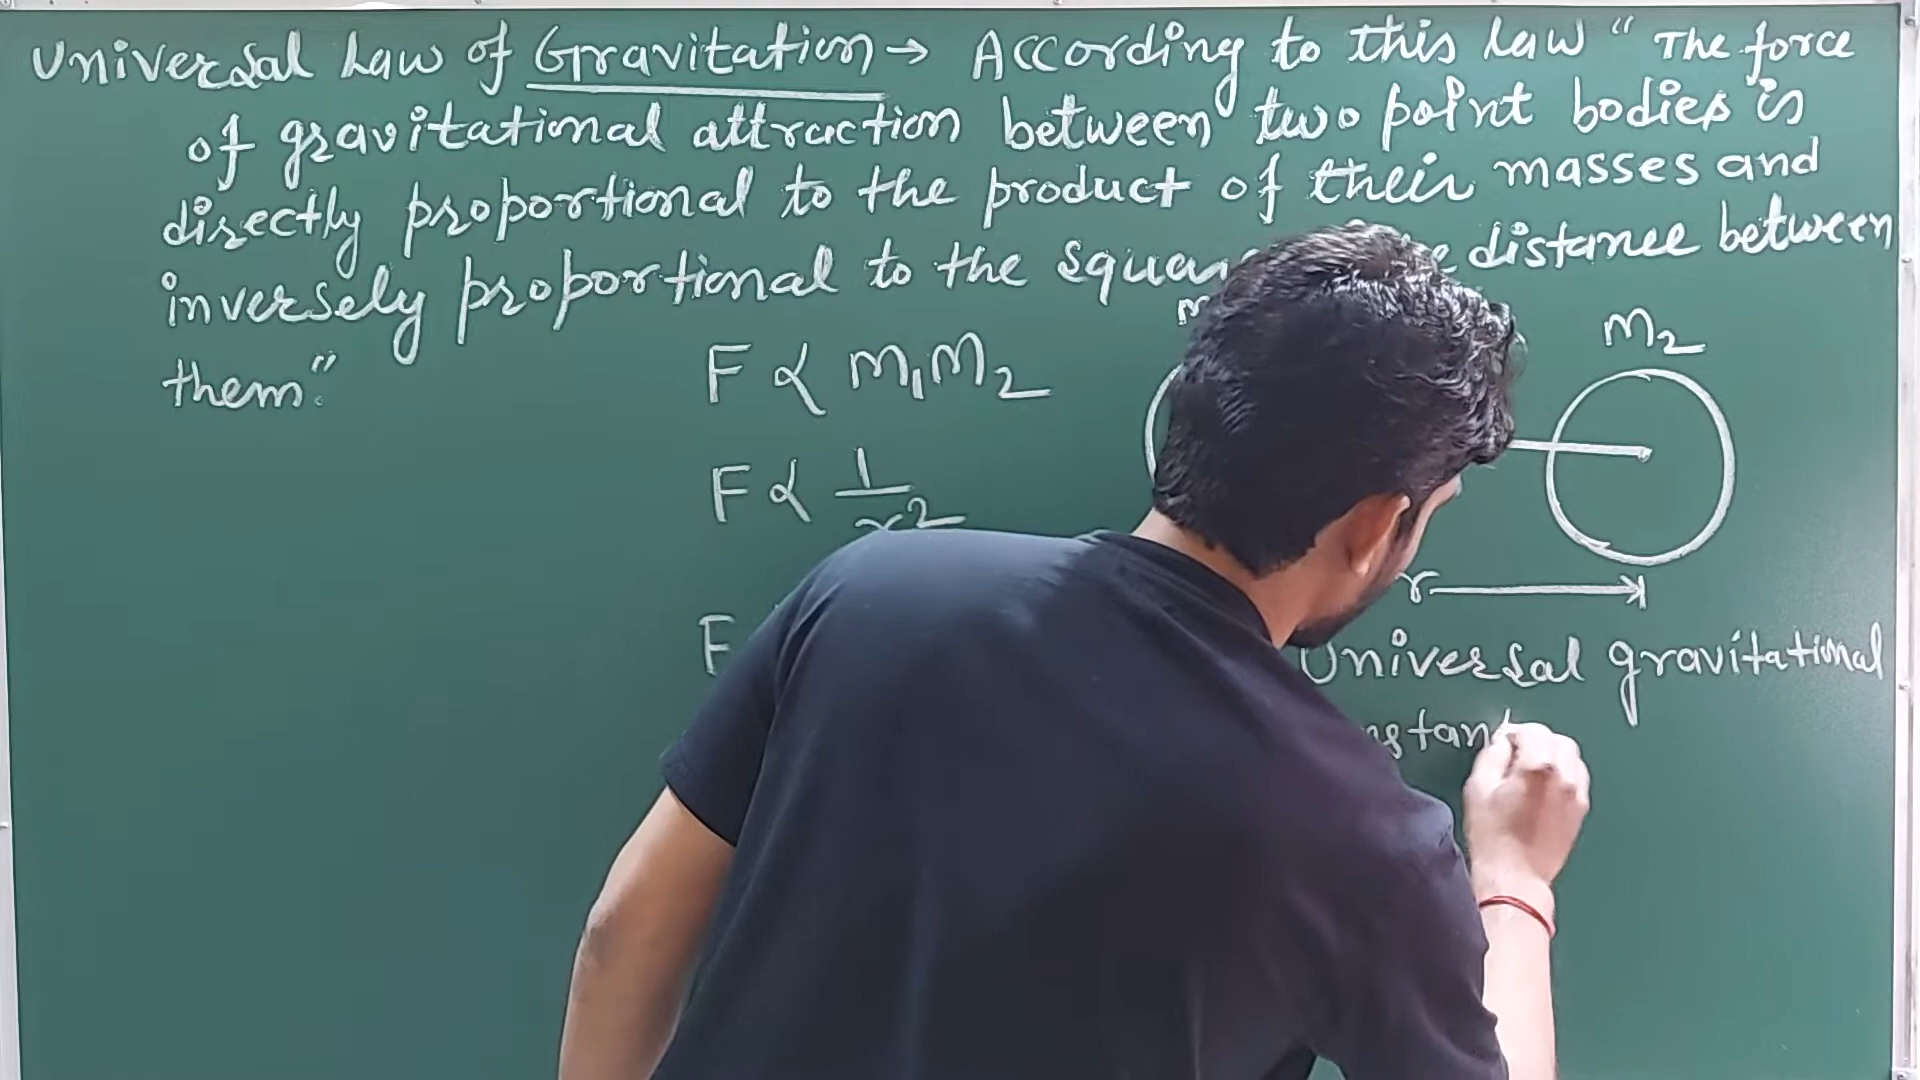 Universal Law of Gravitation → According to this law “ The force
of gravitational attraction between two point bodies is
directly proportional to the product of their masses and
inversely proportional to the distance between
them.”
m₂
F ∝ m₁m₂
F ∝ 1/r²
r
F
Universal gravitational